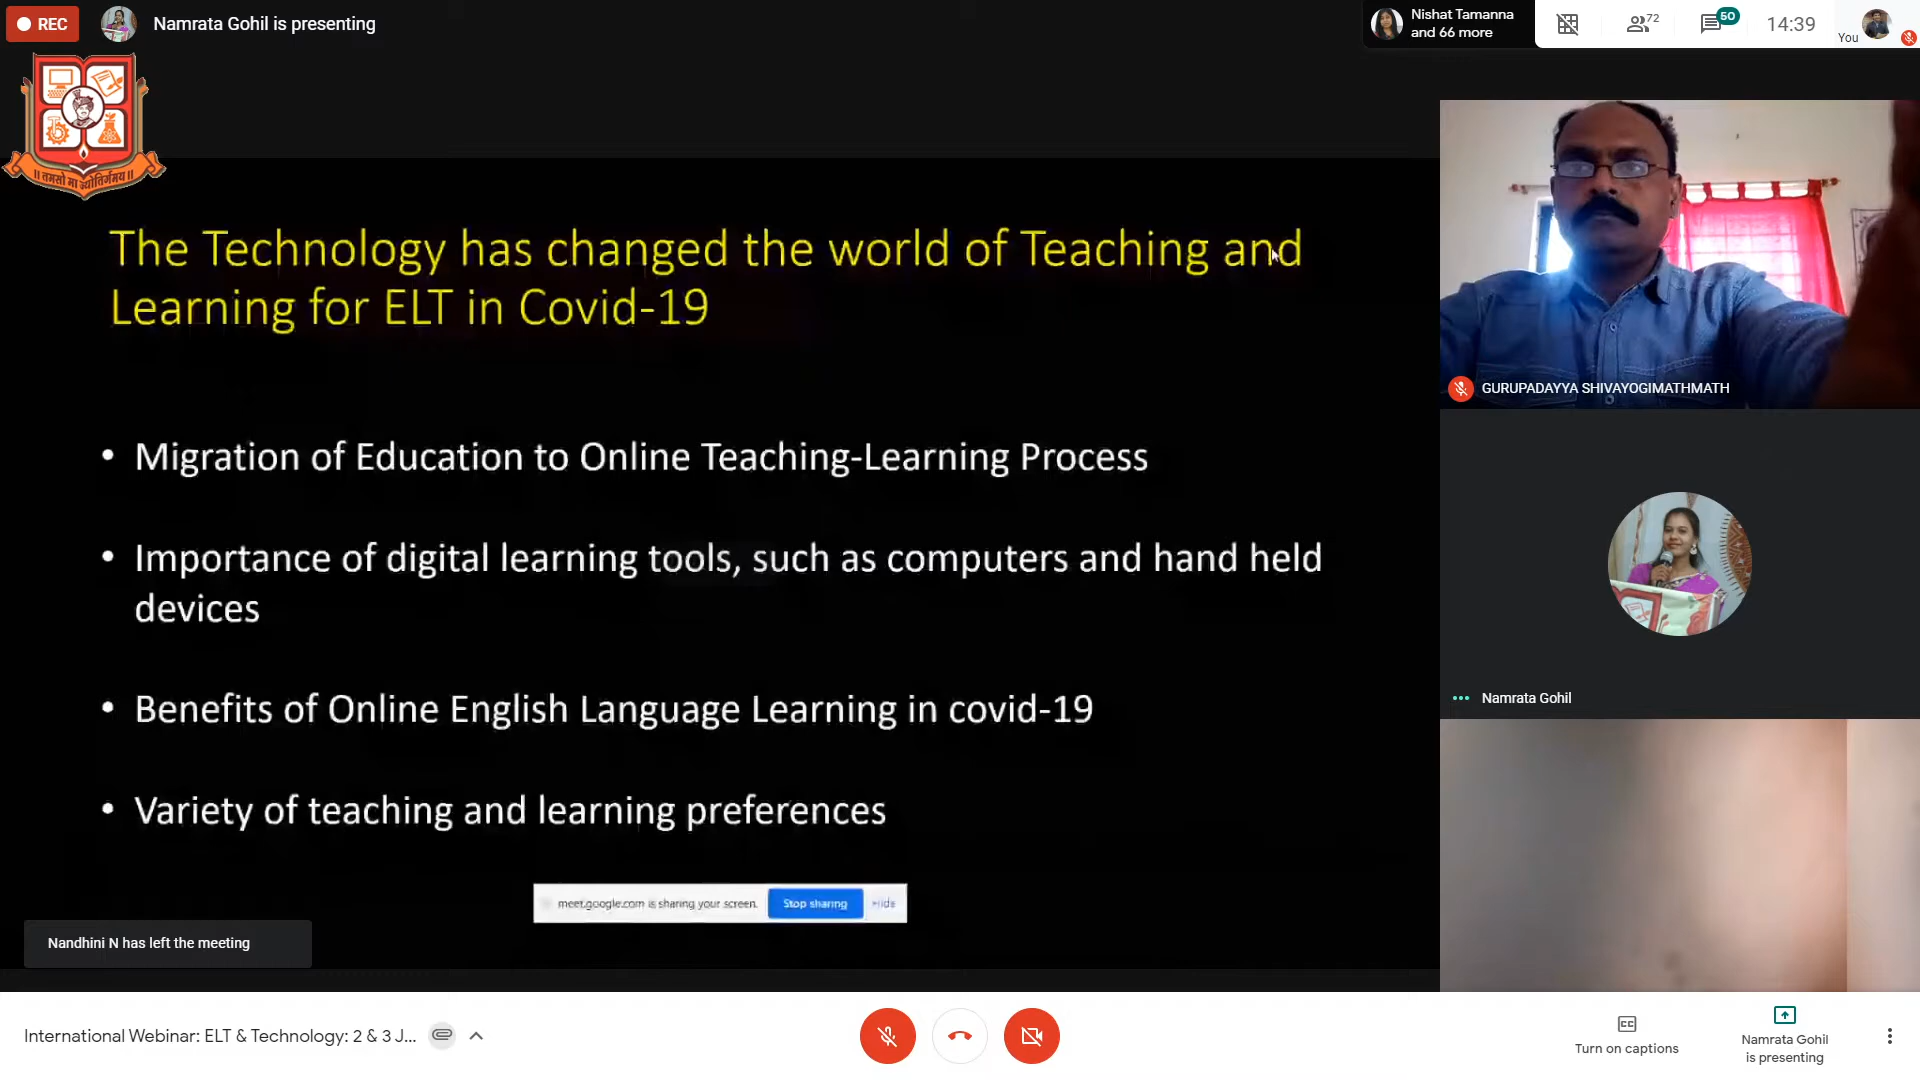 REC
Namrata Gohil is presenting
Nishat Tamanna
and 66 more
72
50
14:39
You
|| तमसो मा ज्योतिर्गमय ||
The Technology has changed the world of Teaching and
Learning for ELT in Covid-19
• Migration of Education to Online Teaching-Learning Process
• Importance of digital learning tools, such as computers and hand held
devices
• Benefits of Online English Language Learning in covid-19
• Variety of teaching and learning preferences
meet.google.com is sharing your screen.
Stop sharing
Hide
Nandhini N has left the meeting
GURUPADAYYA SHIVAYOGIMATHMATH
Namrata Gohil
International Webinar: ELT & Technology: 2 & 3 J...
CC
Turn on captions
Namrata Gohil
is presenting